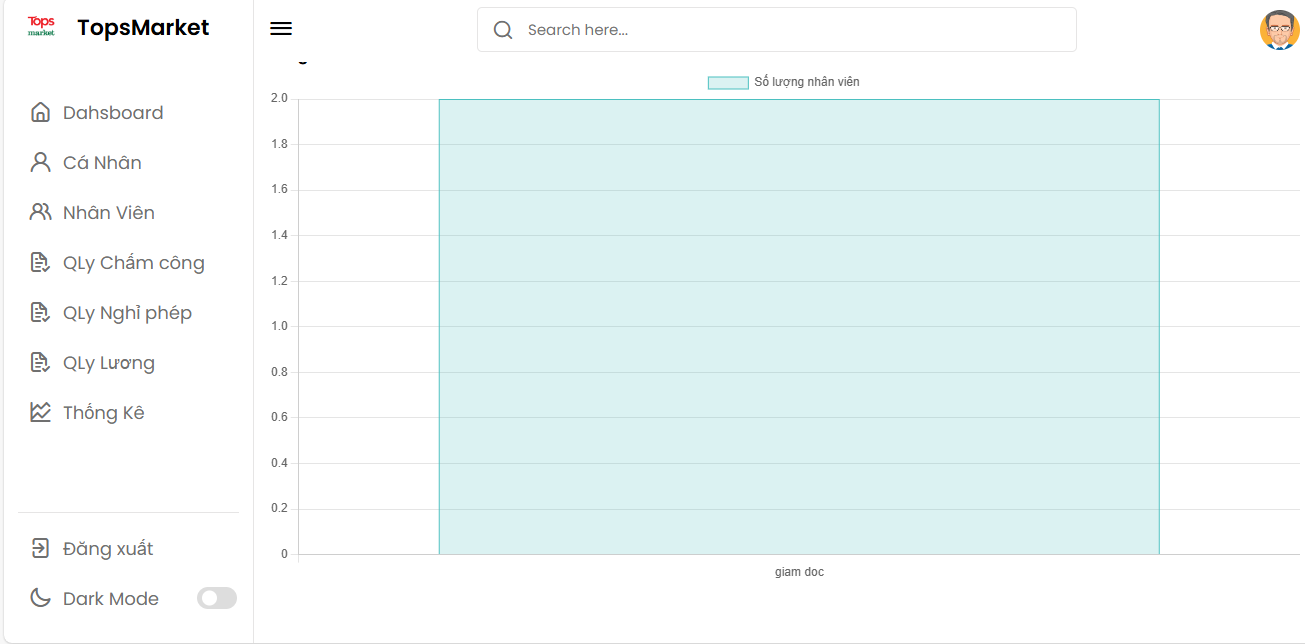 Tops
market
TopsMarket
Search here...
Dahsboard
Cá Nhân
Nhân Viên
QLy Chấm công
QLy Nghỉ phép
QLy Lương
Thống Kê
Đăng xuất
Dark Mode
Số lượng nhân viên
2.0
1.8
1.6
1.4
1.2
1.0
0.8
0.6
0.4
0.2
0
giam doc